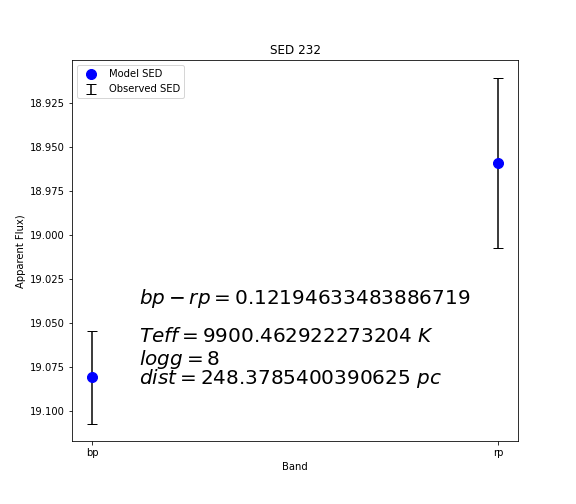 SED 232
Model SED
Observed SED
18.925
18.950
18.975
19.000
19.025
19.050
19.075
19.100
Apparent Flux)
bp − rp = 0.12194633483886719
Teff = 9900.462922273204 K
logg = 8
dist = 248.3785400390625 pc
bp
rp
Band